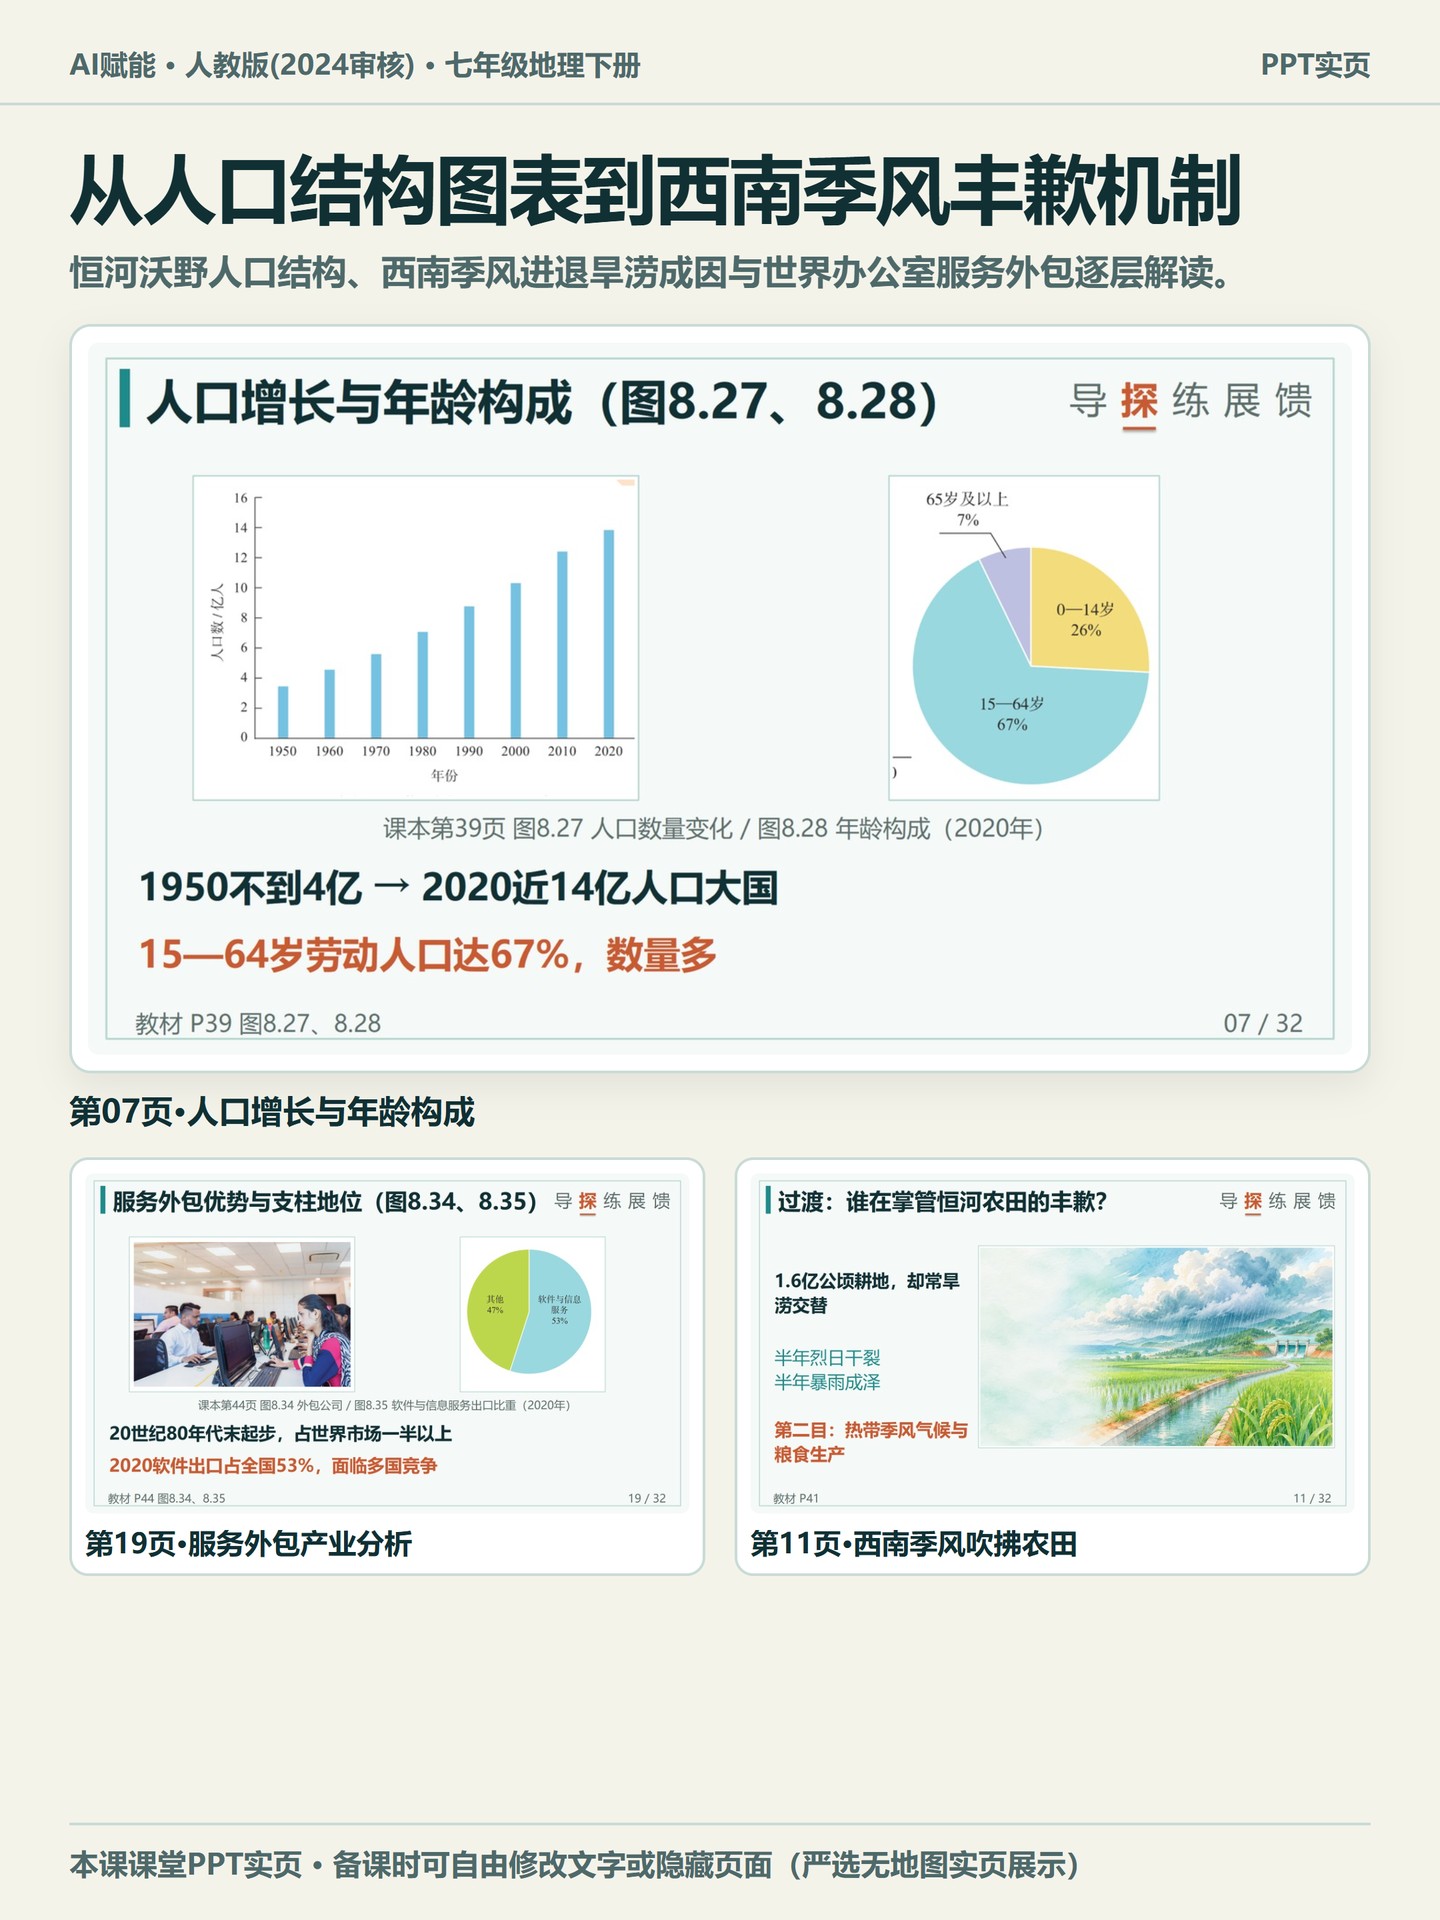 AI赋能 • 人教版(2024审核) • 七年级地理下册
PPT实页
从人口结构图表到西南季风丰歉机制
恒河沃野人口结构、西南季风进退旱涝成因与世界办公室服务外包逐层解读。
人口增长与年龄构成（图8.27、8.28）
导 探 练 展 馈
人口数 / 亿人
16
14
12
10
8
6
4
2
0
1950 1960 1970 1980 1990 2000 2010 2020
年份
65岁及以上
7%
0—14岁
26%
15—64岁
67%
)
课本第39页 图8.27 人口数量变化 / 图8.28 年龄构成（2020年）
1950不到4亿 → 2020近14亿人口大国
15—64岁劳动人口达67%，数量多
教材 P39 图8.27、8.28
07 / 32
第07页•人口增长与年龄构成
服务外包优势与支柱地位（图8.34、8.35）
导 探 练 展 馈
其他
47%
软件与信息
服务
53%
课本第44页 图8.34 外包公司 / 图8.35 软件与信息服务出口比重（2020年）
20世纪80年代末起步，占世界市场一半以上
2020软件出口占全国53%，面临多国竞争
教材 P44 图8.34、8.35
19 / 32
第19页•服务外包产业分析
过渡：谁在掌管恒河农田的丰歉？
导 探 练 展 馈
1.6亿公顷耕地，却常旱
涝交替
半年烈日干裂
半年暴雨成泽
第二目：热带季风气候与
粮食生产
教材 P41
11 / 32
第11页•西南季风吹拂农田
本课课堂PPT实页 • 备课时可自由修改文字或隐藏页面（严选无地图实页展示）